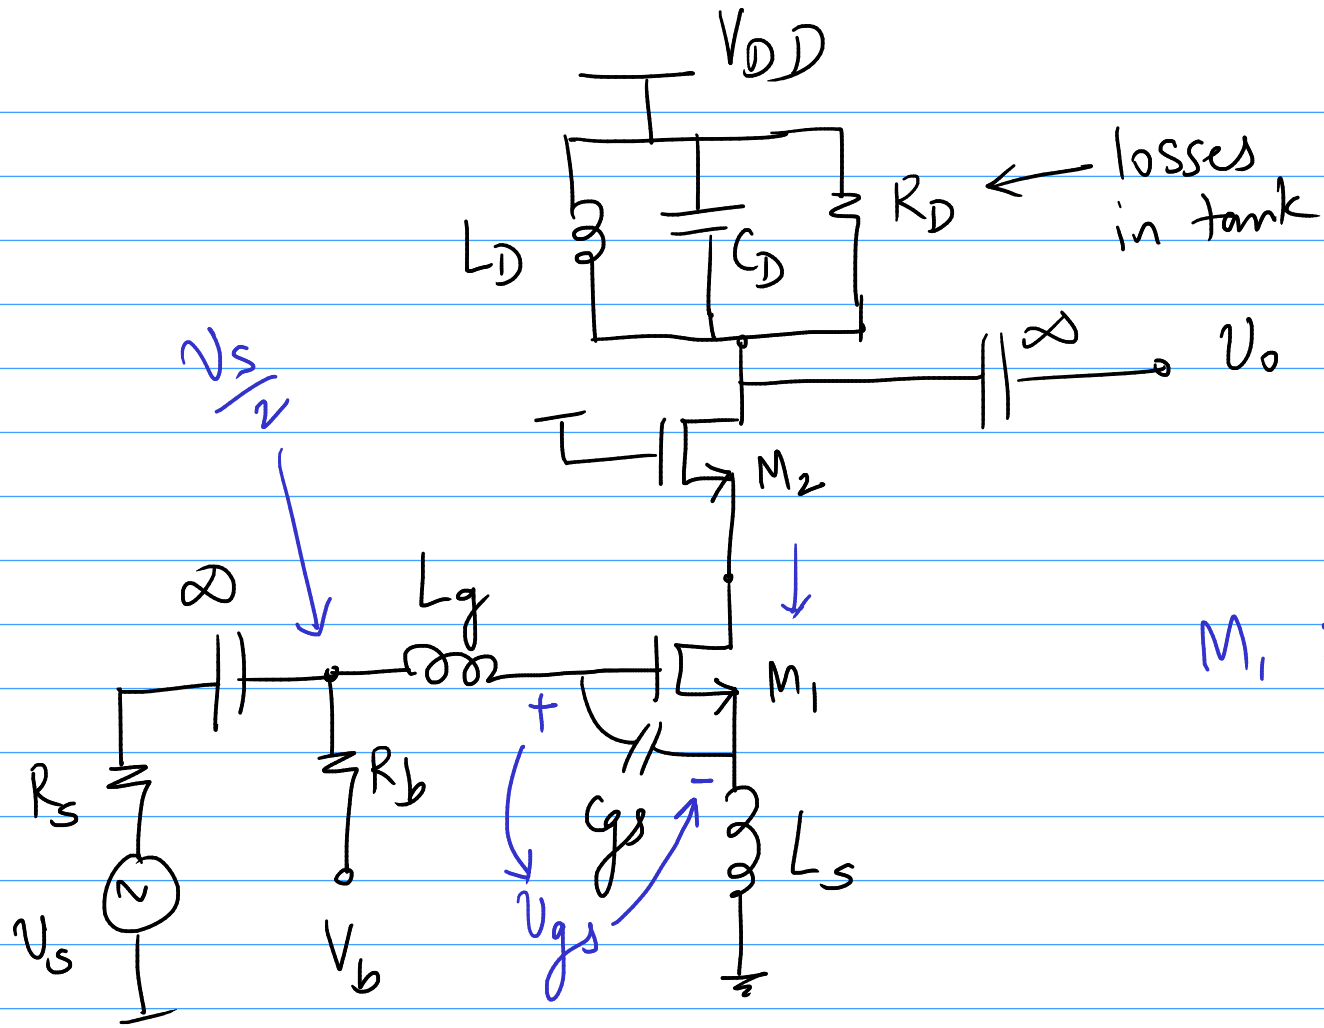 VDD
losses
in tank
RD
LD
CD
∞
Vo
Vs/2
M2
∞
Lg
M1
M1
+
Rs
Rb
-
Cgs
Ls
Vgs
Vs
Vb